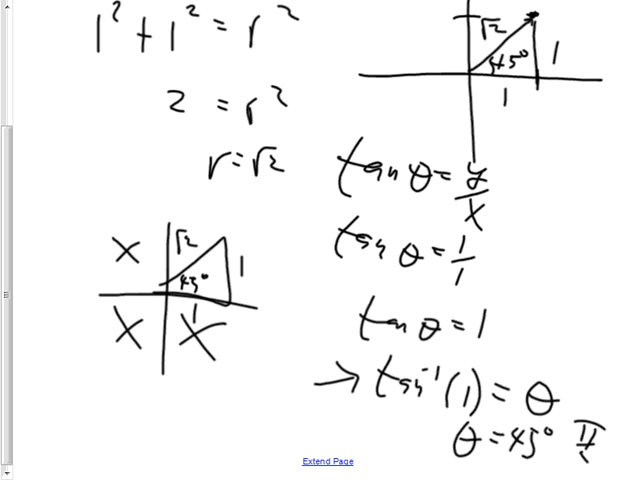 1² + 1² = r²
2 = r²
r = √2
√2
45°
1
1
tan θ = y/x
tan θ = 1/1
tan θ = 1
→ tan⁻¹(1) = θ
θ = 45° π
X
√2
45°
1
1
X
X
Extend Page